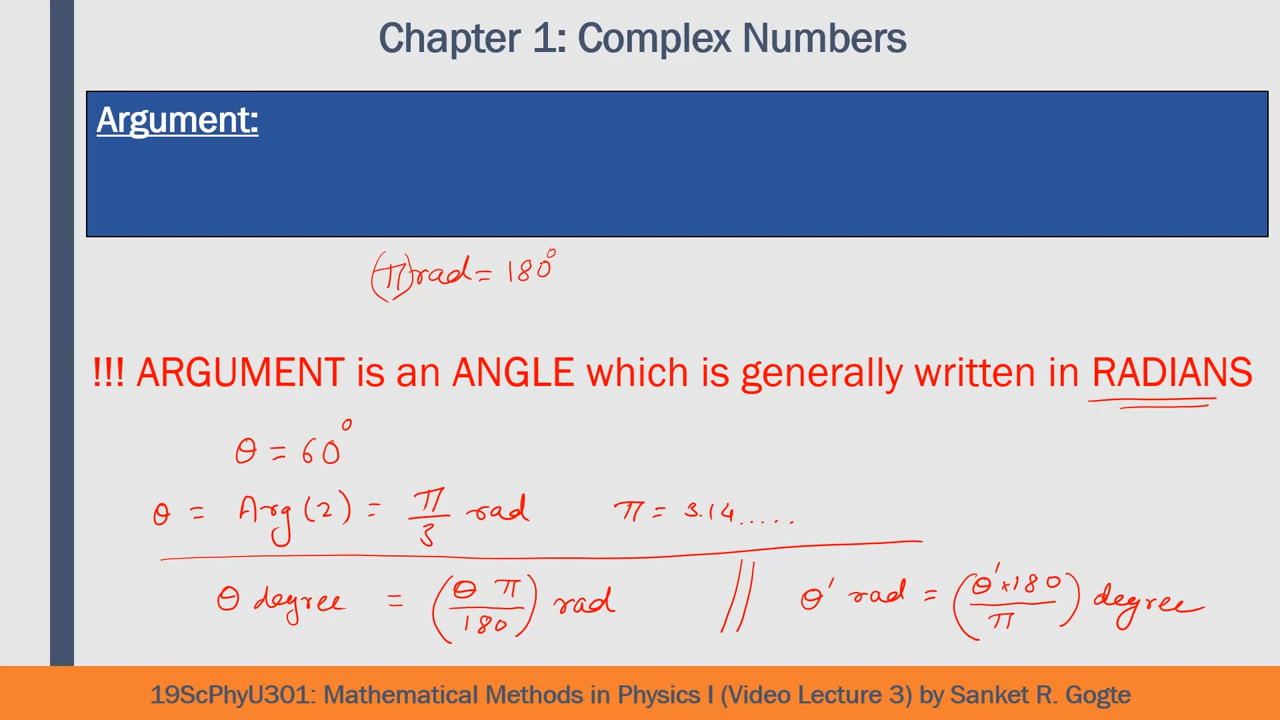 Chapter 1: Complex Numbers
Argument:
(π) rad = 180°
!!! ARGUMENT is an ANGLE which is generally written in RADIANS
θ = 60°
θ = Arg(2) = π/3 rad π = 3.14.....
θ degree = (θ π / 180) rad // θ' rad = (θ' × 180 / π) degree
19ScPhyU301: Mathematical Methods in Physics I (Video Lecture 3) by Sanket R. Gogte